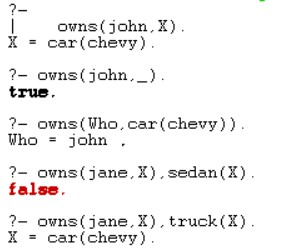 ?-
|    owns(john,X).
X = car(chevy).
?- owns(john,_).
true.
?- owns(Who,car(chevy)).
Who = john ,
?- owns(jane,X),sedan(X).
false.
?- owns(jane,X),truck(X).
X = car(chevy).